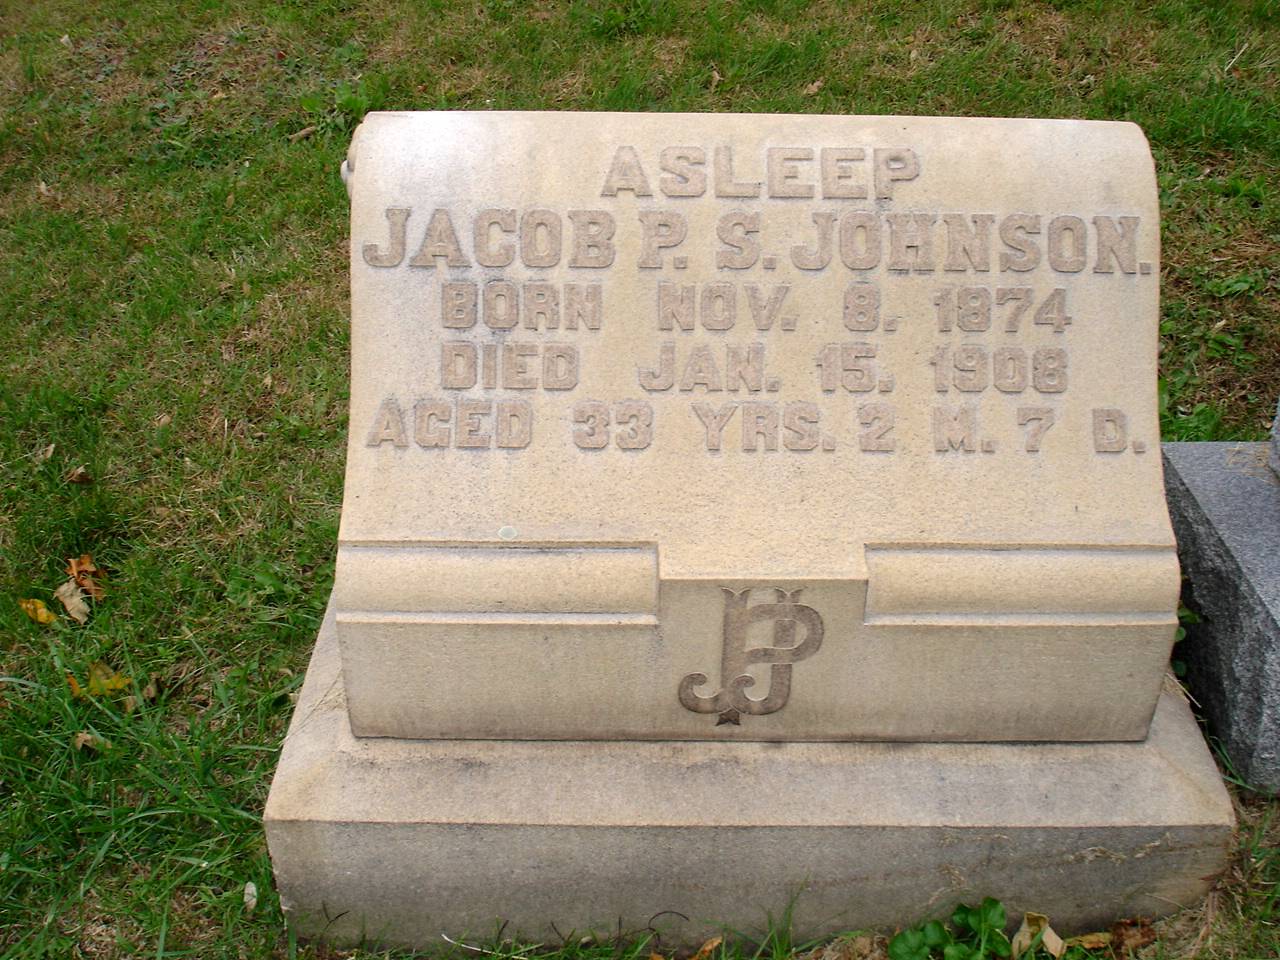 ASLEEP
JACOB P. S. JOHNSON.
BORN NOV. 8. 1874
DIED JAN. 15. 1908
AGED 33 YRS. 2 M. 7 D.
JP